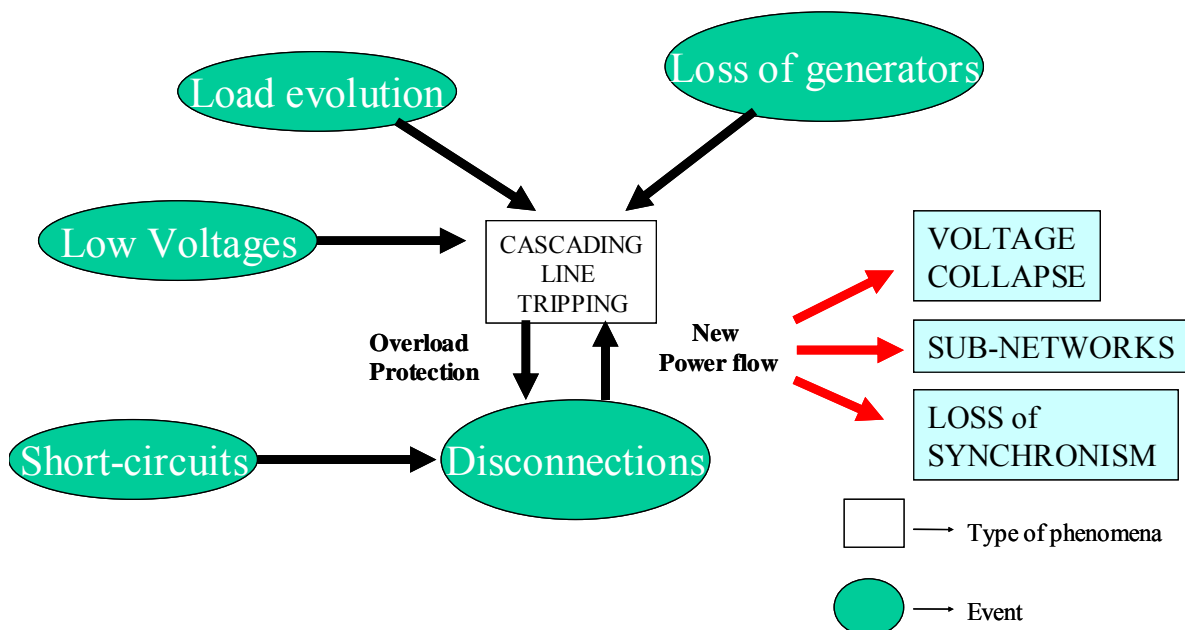 Load evolution
Loss of generators
Low Voltages
CASCADING
LINE
TRIPPING
VOLTAGE
COLLAPSE
Overload
Protection
New
Power flow
SUB-NETWORKS
LOSS of
SYNCHRONISM
Short-circuits
Disconnections
Type of phenomena
Event